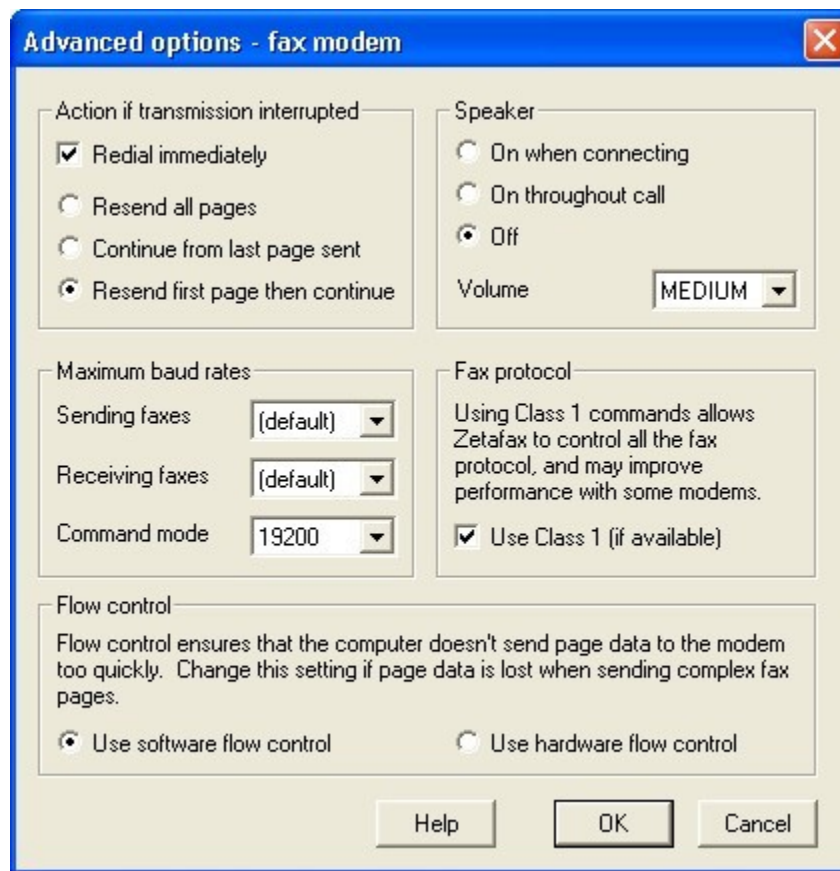 Advanced options - fax modem
Action if transmission interrupted
Redial immediately
Resend all pages
Continue from last page sent
Resend first page then continue
Speaker
On when connecting
On throughout call
Off
Volume MEDIUM
Maximum baud rates
Sending faxes (default)
Receiving faxes (default)
Command mode 19200
Fax protocol
Using Class 1 commands allows
Zetafax to control all the fax
protocol, and may improve
performance with some modems.
Use Class 1 (if available)
Flow control
Flow control ensures that the computer doesn't send page data to the modem
too quickly.  Change this setting if page data is lost when sending complex fax
pages.
Use software flow control Use hardware flow control
Help OK Cancel